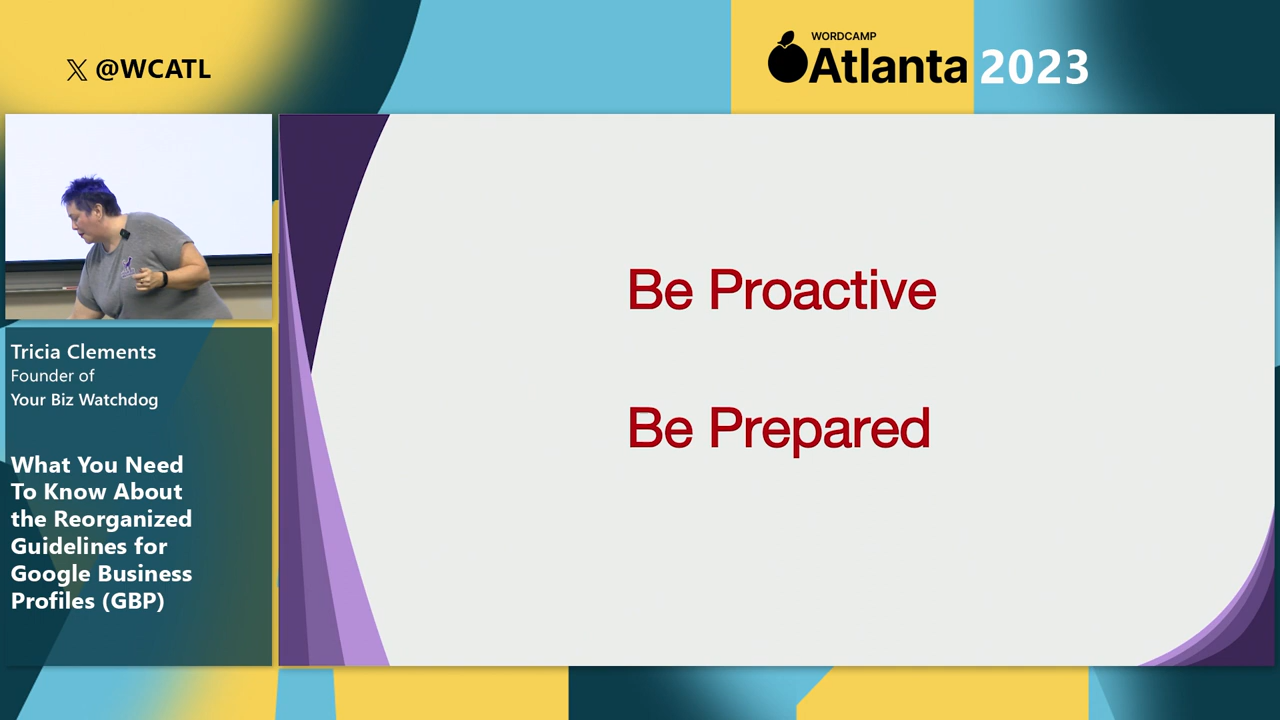 𝕏 @WCATL
WORDCAMP
Atlanta 2023
Tricia Clements
Founder of
Your Biz Watchdog
What You Need
To Know About
the Reorganized
Guidelines for
Google Business
Profiles (GBP)
Be Proactive
Be Prepared